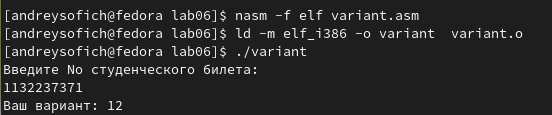 [andreysofich@fedora lab06]$ nasm -f elf variant.asm
[andreysofich@fedora lab06]$ ld -m elf_i386 -o variant  variant.o
[andreysofich@fedora lab06]$ ./variant
Введите No студенческого билета:
1132237371
Ваш вариант: 12